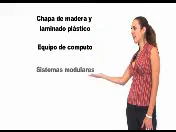 Chapa de madera y
laminado plástico
Equipo de computo
Sistemas modulares